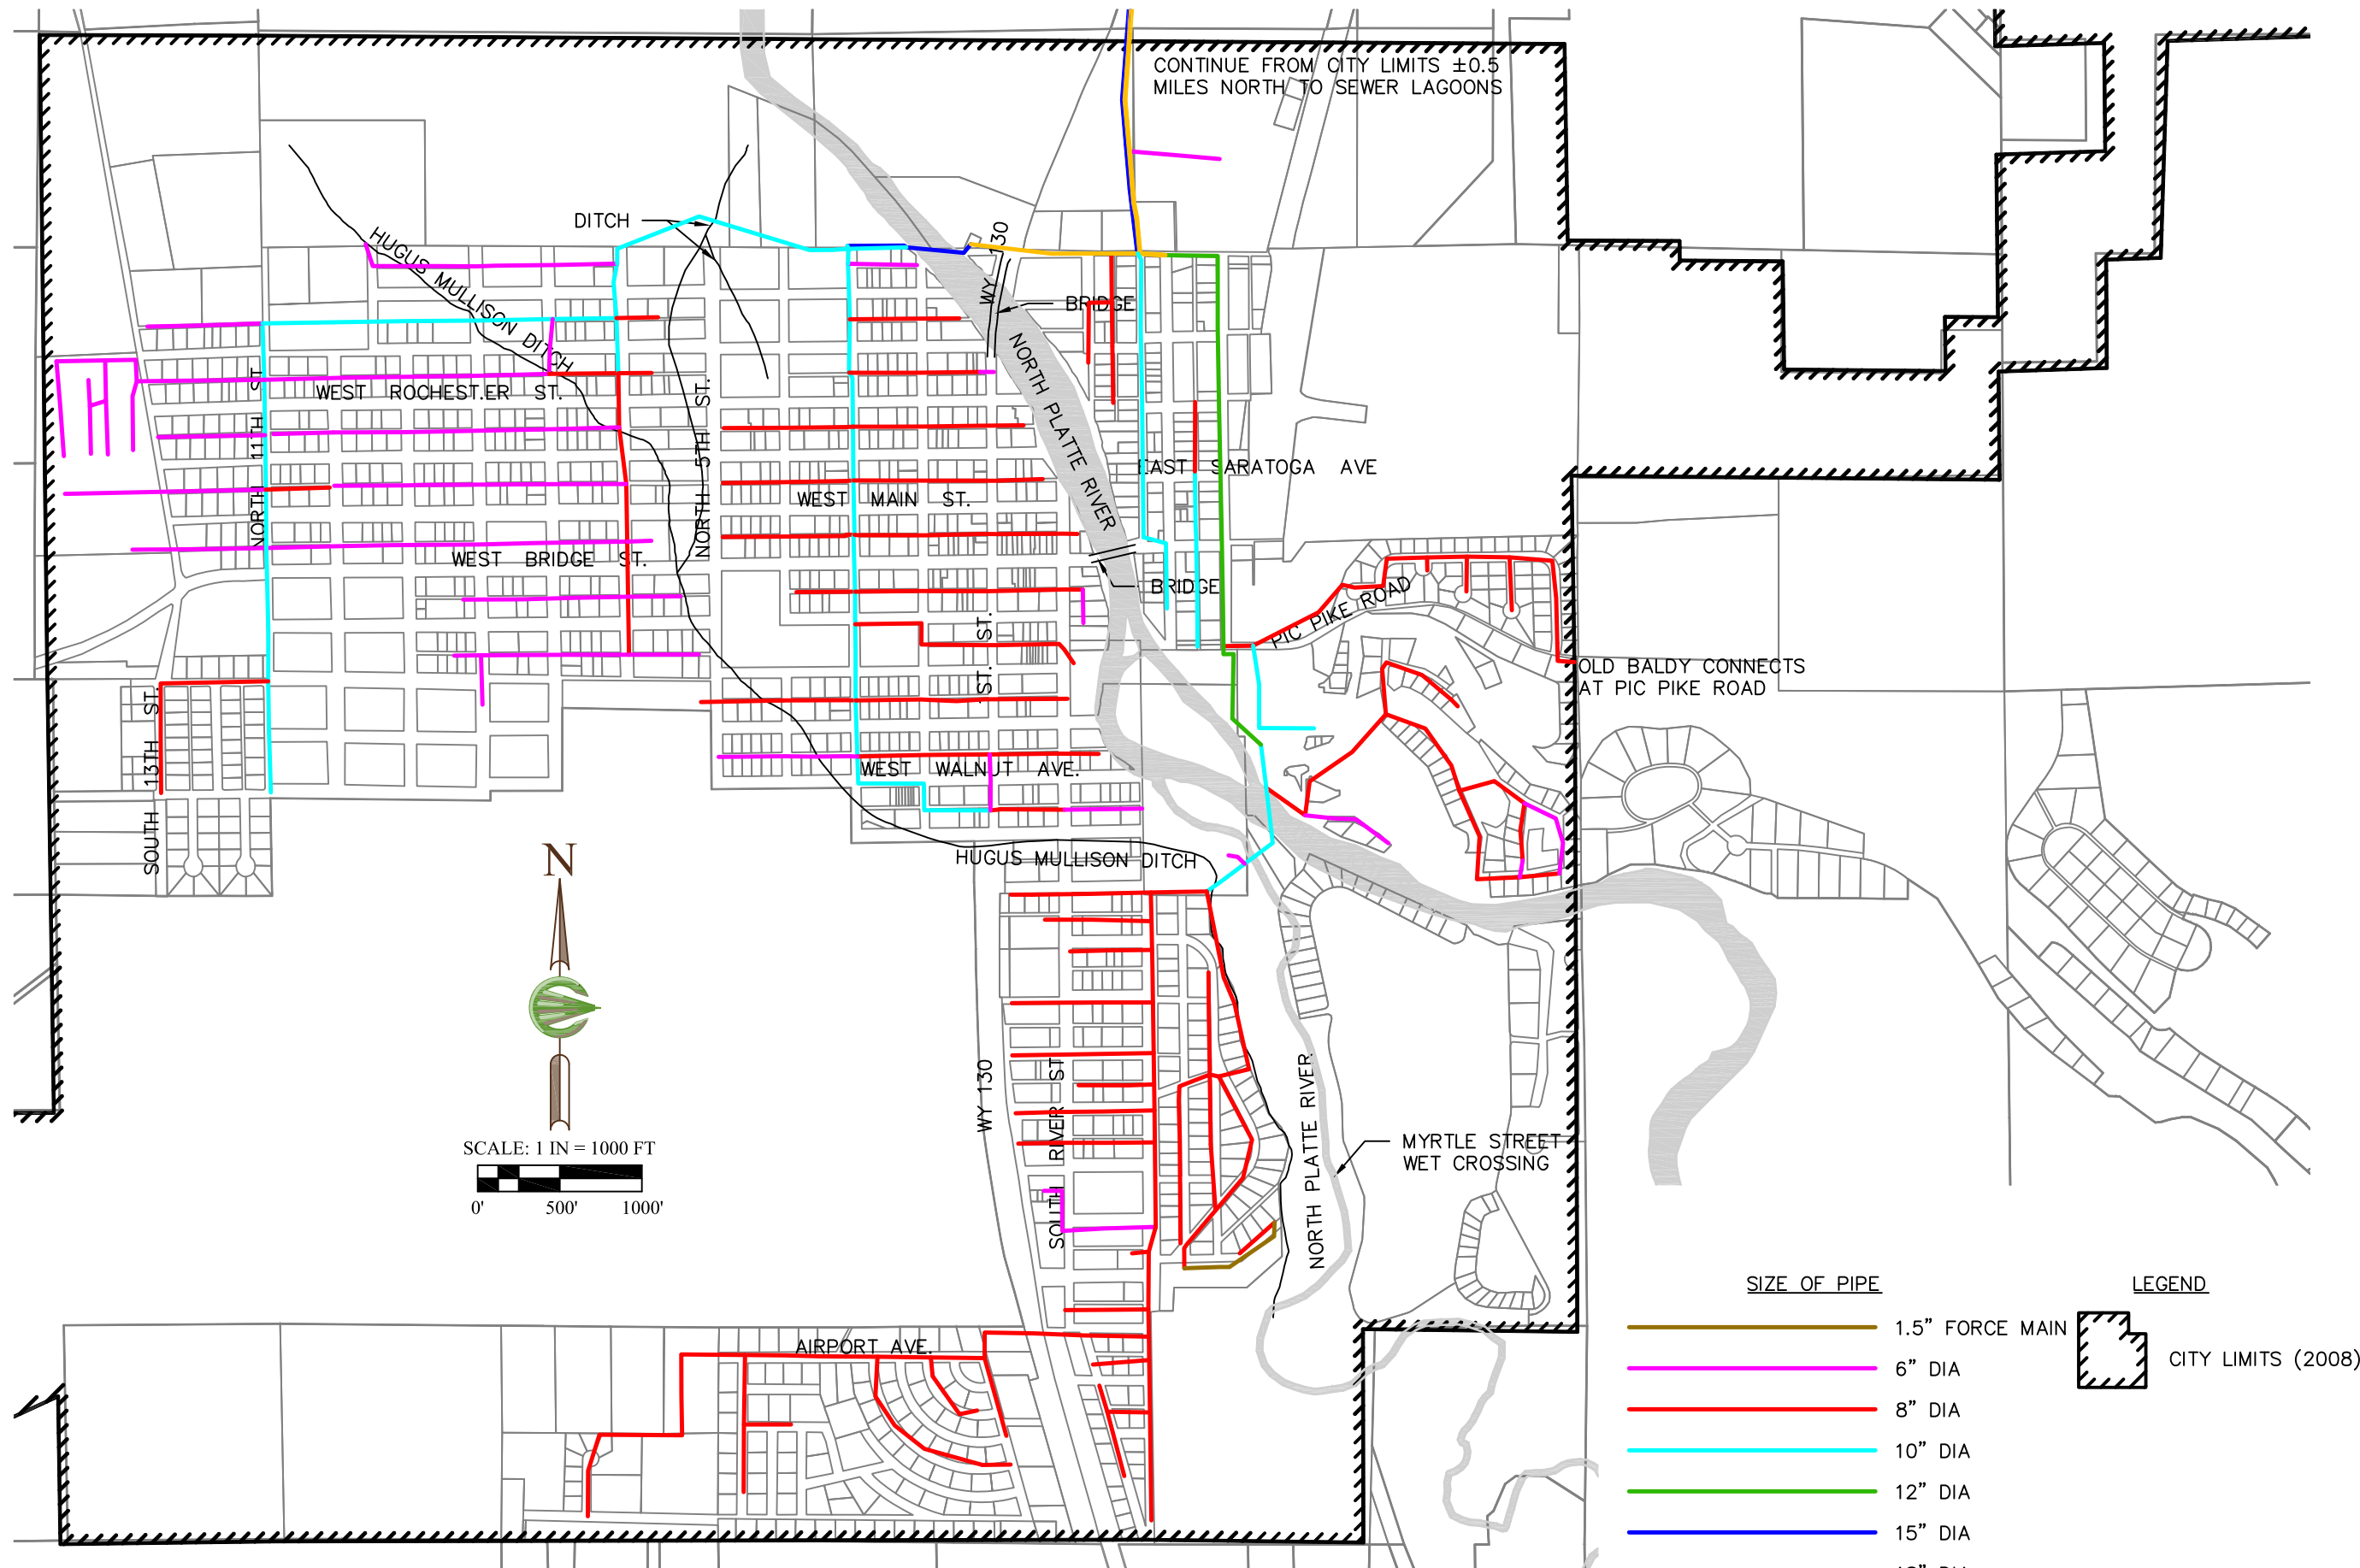 CONTINUE FROM CITY LIMITS ±0.5
MILES NORTH TO SEWER LAGOONS
DITCH
WY 130
HUGUS MULLISON DITCH
BRIDGE
NORTH PLATTE RIVER
NORTH 11TH ST
WEST ROCHEST.ER ST.
NORTH 5TH ST.
EAST SARATOGA AVE
WEST MAIN ST.
WEST BRIDGE ST.
BRIDGE
PIC PIKE ROAD
ST. ST.
OLD BALDY CONNECTS
AT PIC PIKE ROAD
SOUTH 13TH ST.
WEST WALNUT AVE.
HUGUS MULLISON DITCH
N
WY 130
SOUTH RIVER ST
NORTH PLATTE RIVER
MYRTLE STREET
WET CROSSING
SCALE: 1 IN = 1000 FT
0' 500' 1000'
AIRPORT AVE.
SIZE OF PIPE
LEGEND
1.5" FORCE MAIN
6" DIA
CITY LIMITS (2008)
8" DIA
10" DIA
12" DIA
15" DIA